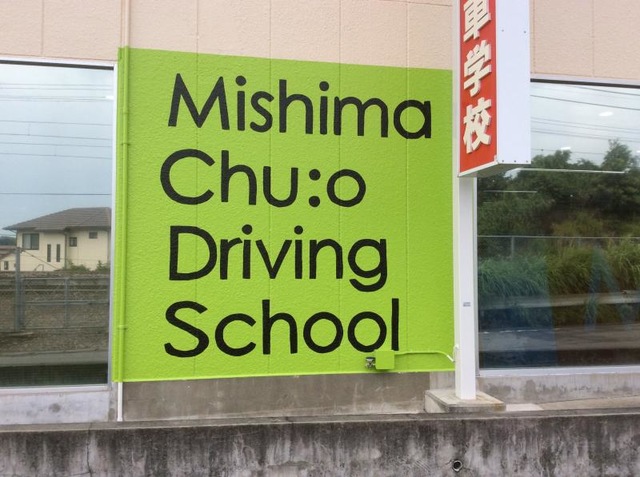 Mishima
Chu:o
Driving
School
車学校